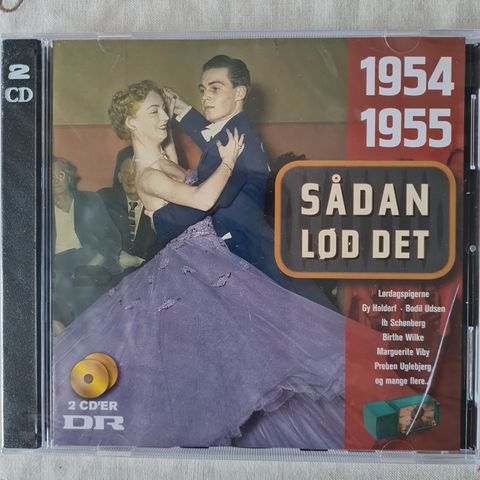 2
CD
1954
1955
SÅDAN
LØD DET
Lørdagspigerne
Gy Holdorf · Bodil Udsen
Ib Schønberg
Birthe Wilke
Marguerite Viby
Preben Uglebjerg
og mange flere..
2 CD'ER
DR